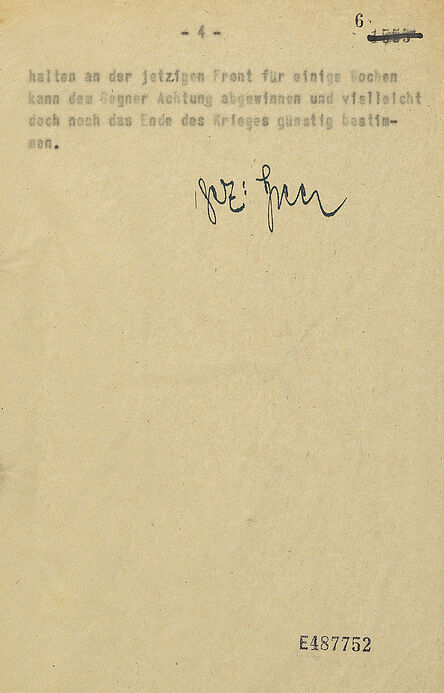 - 4 -
6
1555
halten an der jetzigen Front für einige Wochen
kann dem Gegner Achtung abgewinnen und vielleicht
doch noch das Ende des Krieges günstig bestim-
men.
gez:
E487752